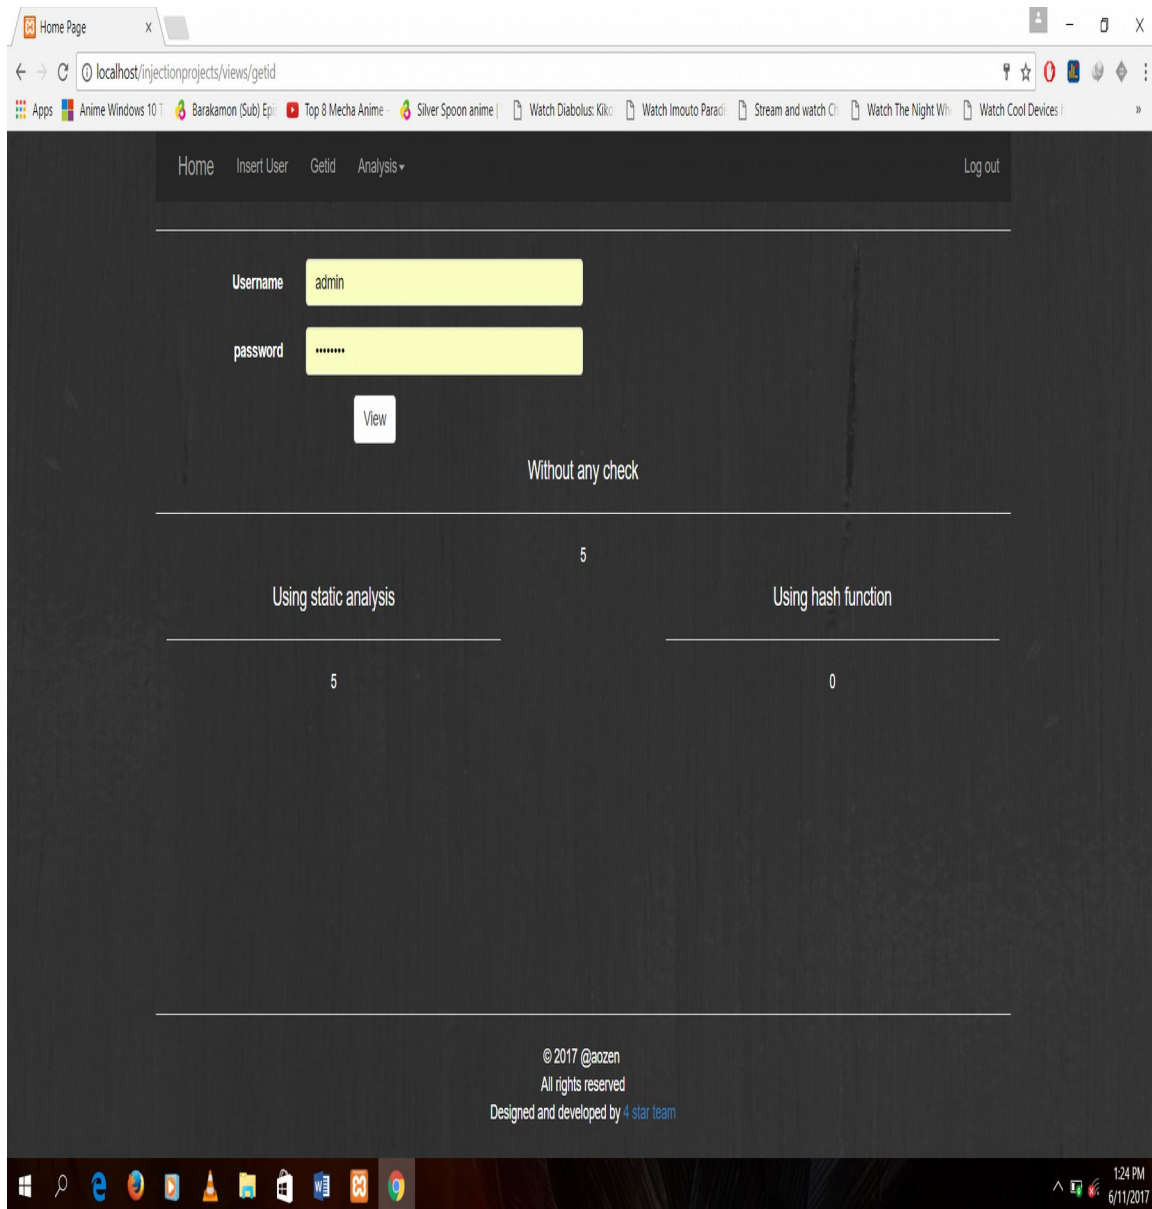 Home Page
localhost/injectionprojects/views/getid
Apps Anime Windows 10 T Barakamon (Sub) Epi Top 8 Mecha Anime - Silver Spoon anime | Watch Diabolus: Kiko Watch Imouto Paradi Stream and watch Ch Watch The Night Wh Watch Cool Devices
Home Insert User Getid Analysis Log out
Username admin
password ••••••••
View
Without any check
5
Using static analysis Using hash function
5 0
© 2017 @aozen
All rights reserved
Designed and developed by 4 star team
1:24 PM
6/11/2017